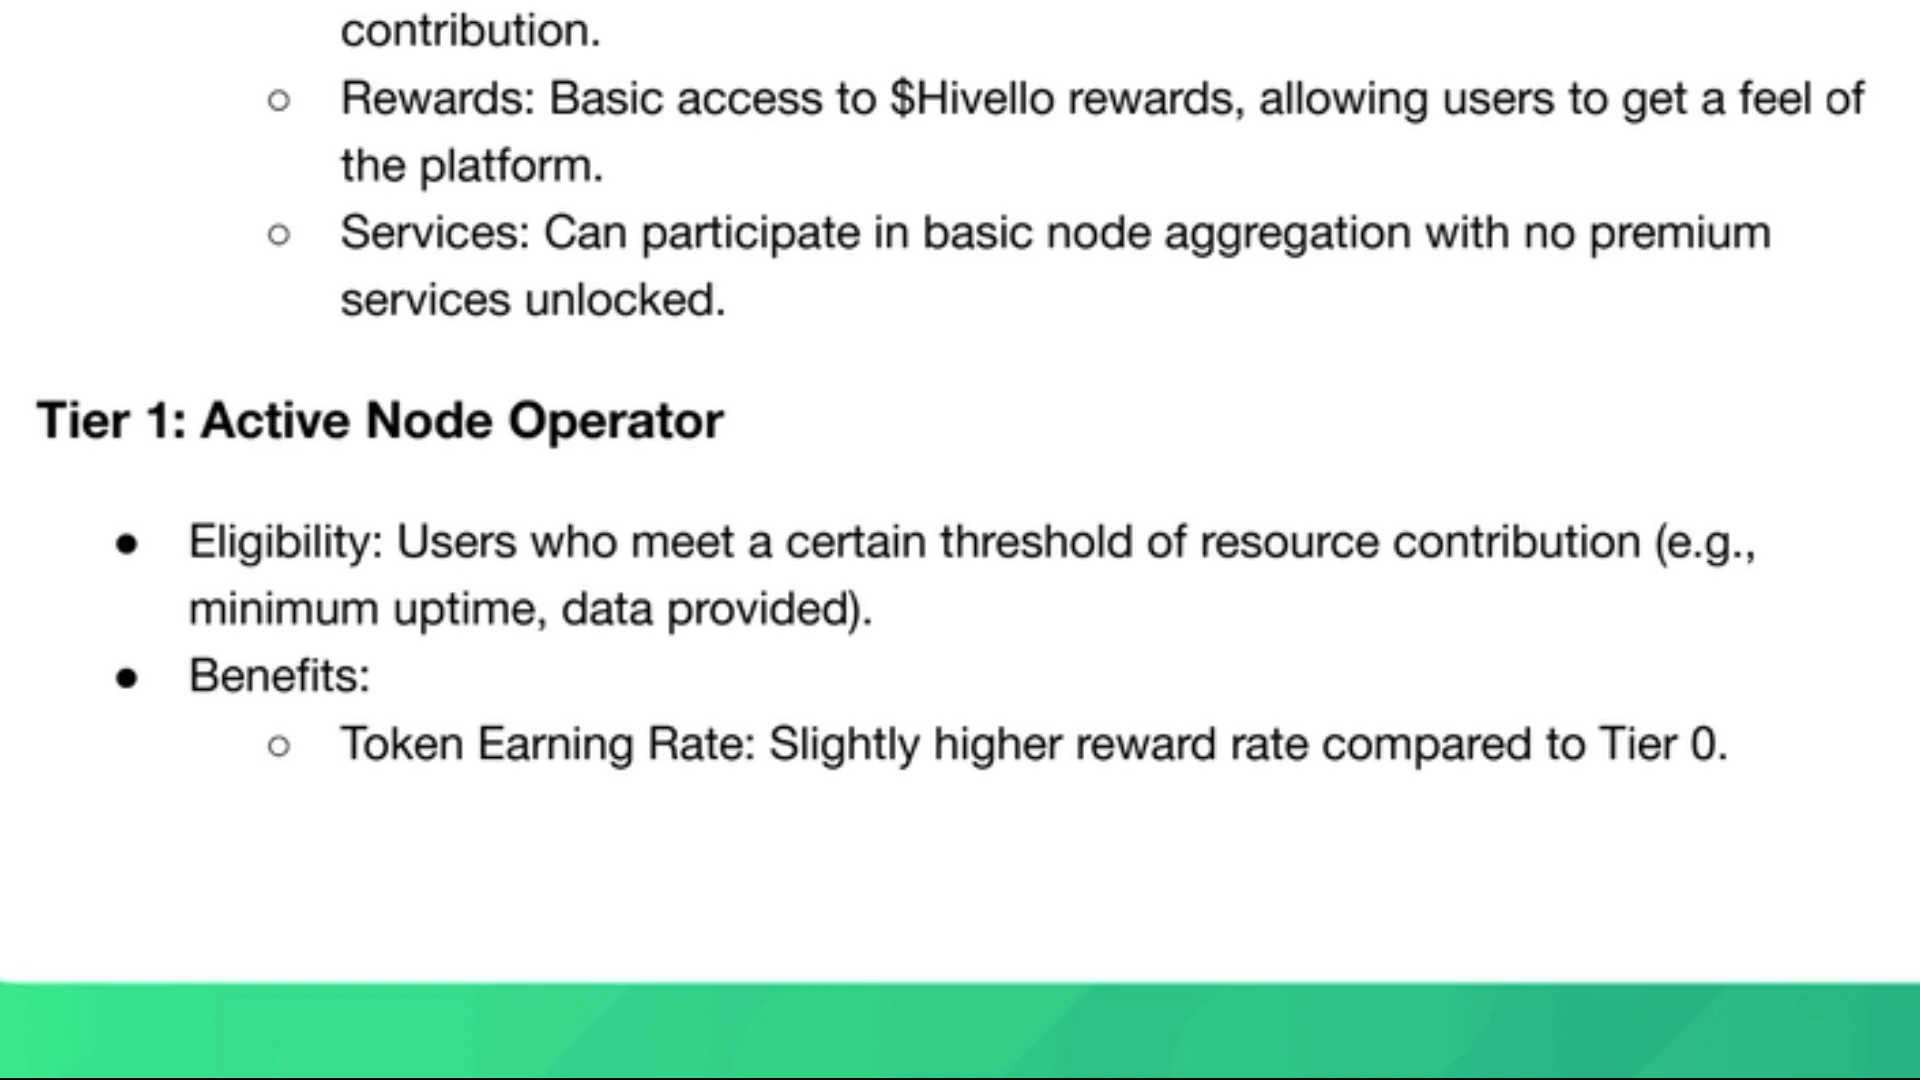 contribution.
○ Rewards: Basic access to $Hivello rewards, allowing users to get a feel of
the platform.
○ Services: Can participate in basic node aggregation with no premium
services unlocked.
Tier 1: Active Node Operator
● Eligibility: Users who meet a certain threshold of resource contribution (e.g.,
minimum uptime, data provided).
● Benefits:
○ Token Earning Rate: Slightly higher reward rate compared to Tier 0.